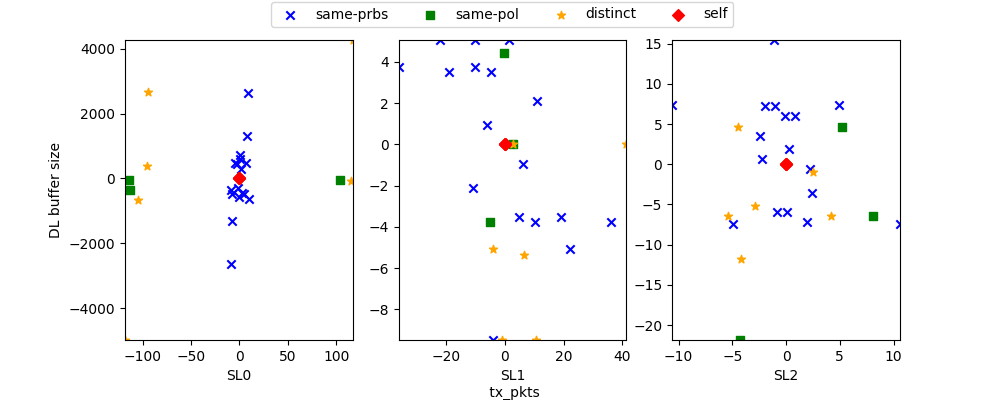 same-prbs same-pol distinct self
4000
2000
0
−2000
−4000
DL buffer size
−100 −50 0 50 100
SL0
4
2
0
−2
−4
−6
−8
−20 0 20 40
SL1
tx_pkts
15
10
5
0
−5
−10
−15
−20
−10 −5 0 5 10
SL2